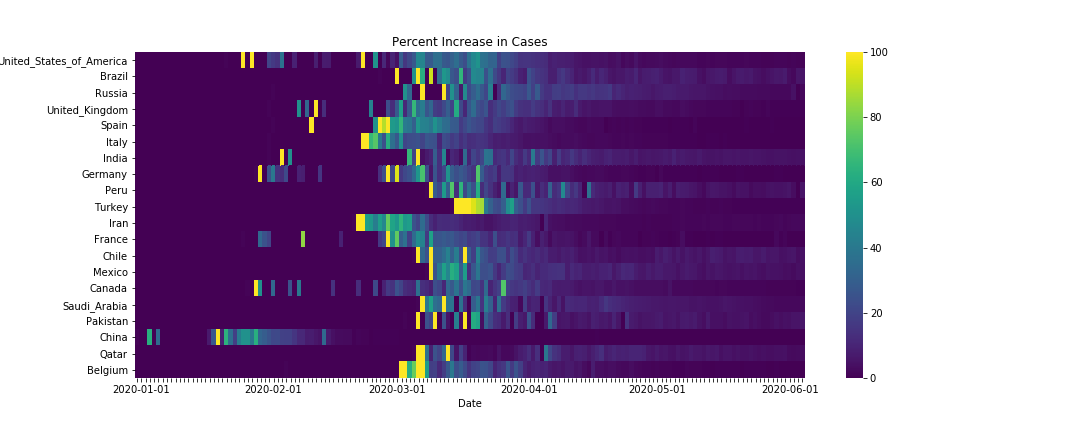 Percent Increase in Cases
United_States_of_America
Brazil
Russia
United_Kingdom
Spain
Italy
India
Germany
Peru
Turkey
Iran
France
Chile
Mexico
Canada
Saudi_Arabia
Pakistan
China
Qatar
Belgium
2020-01-01 2020-02-01 2020-03-01 2020-04-01 2020-05-01 2020-06-01
Date
100
80
60
40
20
0